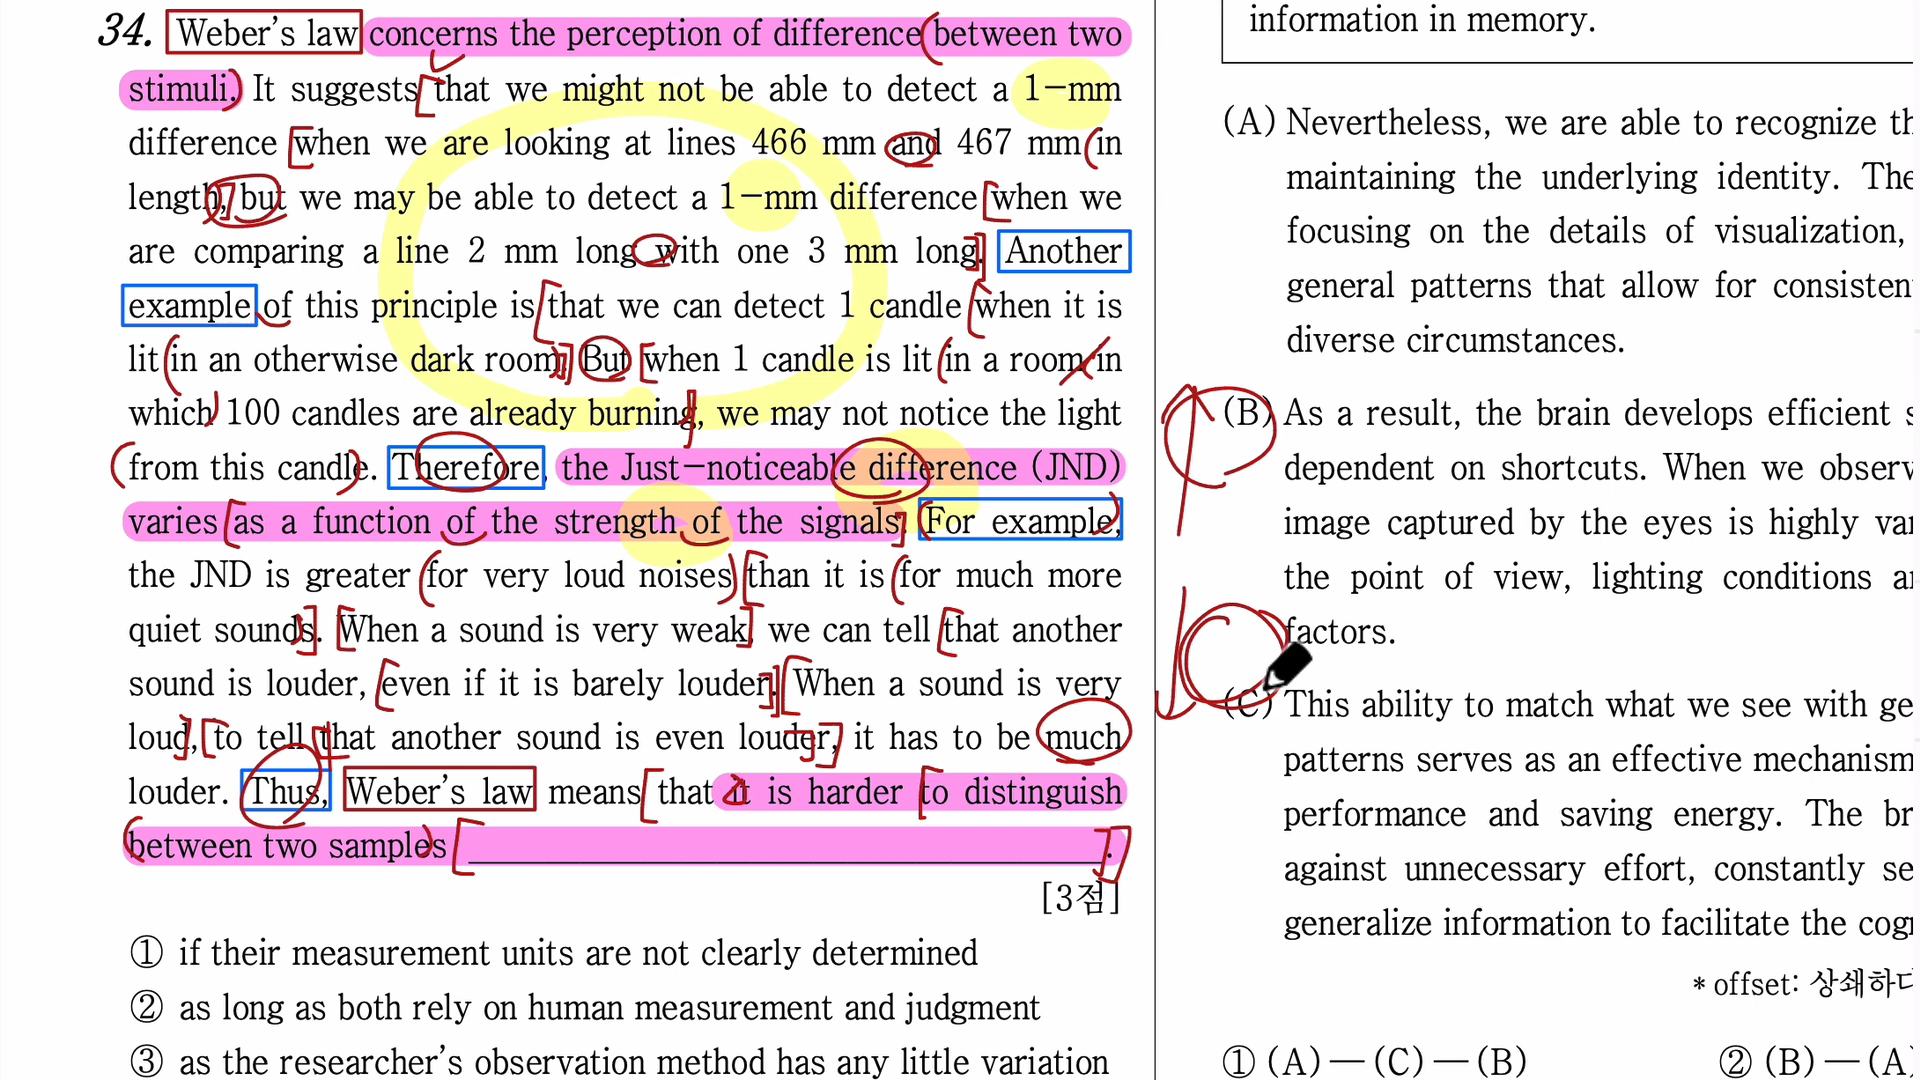 34. Weber's law concerns the perception of difference between two
stimuli. It suggests that we might not be able to detect a 1-mm
difference when we are looking at lines 466 mm and 467 mm in
length, but we may be able to detect a 1-mm difference when we
are comparing a line 2 mm long with one 3 mm long. Another
example of this principle is that we can detect 1 candle when it is
lit in an otherwise dark room. But when 1 candle is lit in a room in
which 100 candles are already burning, we may not notice the light
from this candle. Therefore, the Just-noticeable difference (JND)
varies as a function of the strength of the signals. For example,
the JND is greater for very loud noises than it is for much more
quiet sounds. When a sound is very weak, we can tell that another
sound is louder, even if it is barely louder. When a sound is very
loud, to tell that another sound is even louder, it has to be much
louder. Thus, Weber's law means that it is harder to distinguish
between two samples ____________.
[3점]
① if their measurement units are not clearly determined
② as long as both rely on human measurement and judgment
③ as the researcher's observation method has any little variation
information in memory.
(A) Nevertheless, we are able to recognize
maintaining the underlying identity.
focusing on the details of visualization,
general patterns that allow for
diverse circumstances.
(B) As a result, the brain develops efficient
dependent on shortcuts. When we
image captured by the eyes is highly
the point of view, lighting conditions
factors.
(C) This ability to match what we see with
patterns serves as an effective mechanism
performance and saving energy. The
against unnecessary effort, constantly
generalize information to facilitate the
* offset: 상쇄하다
① (A)-(C)-(B) ② (B)-(A)